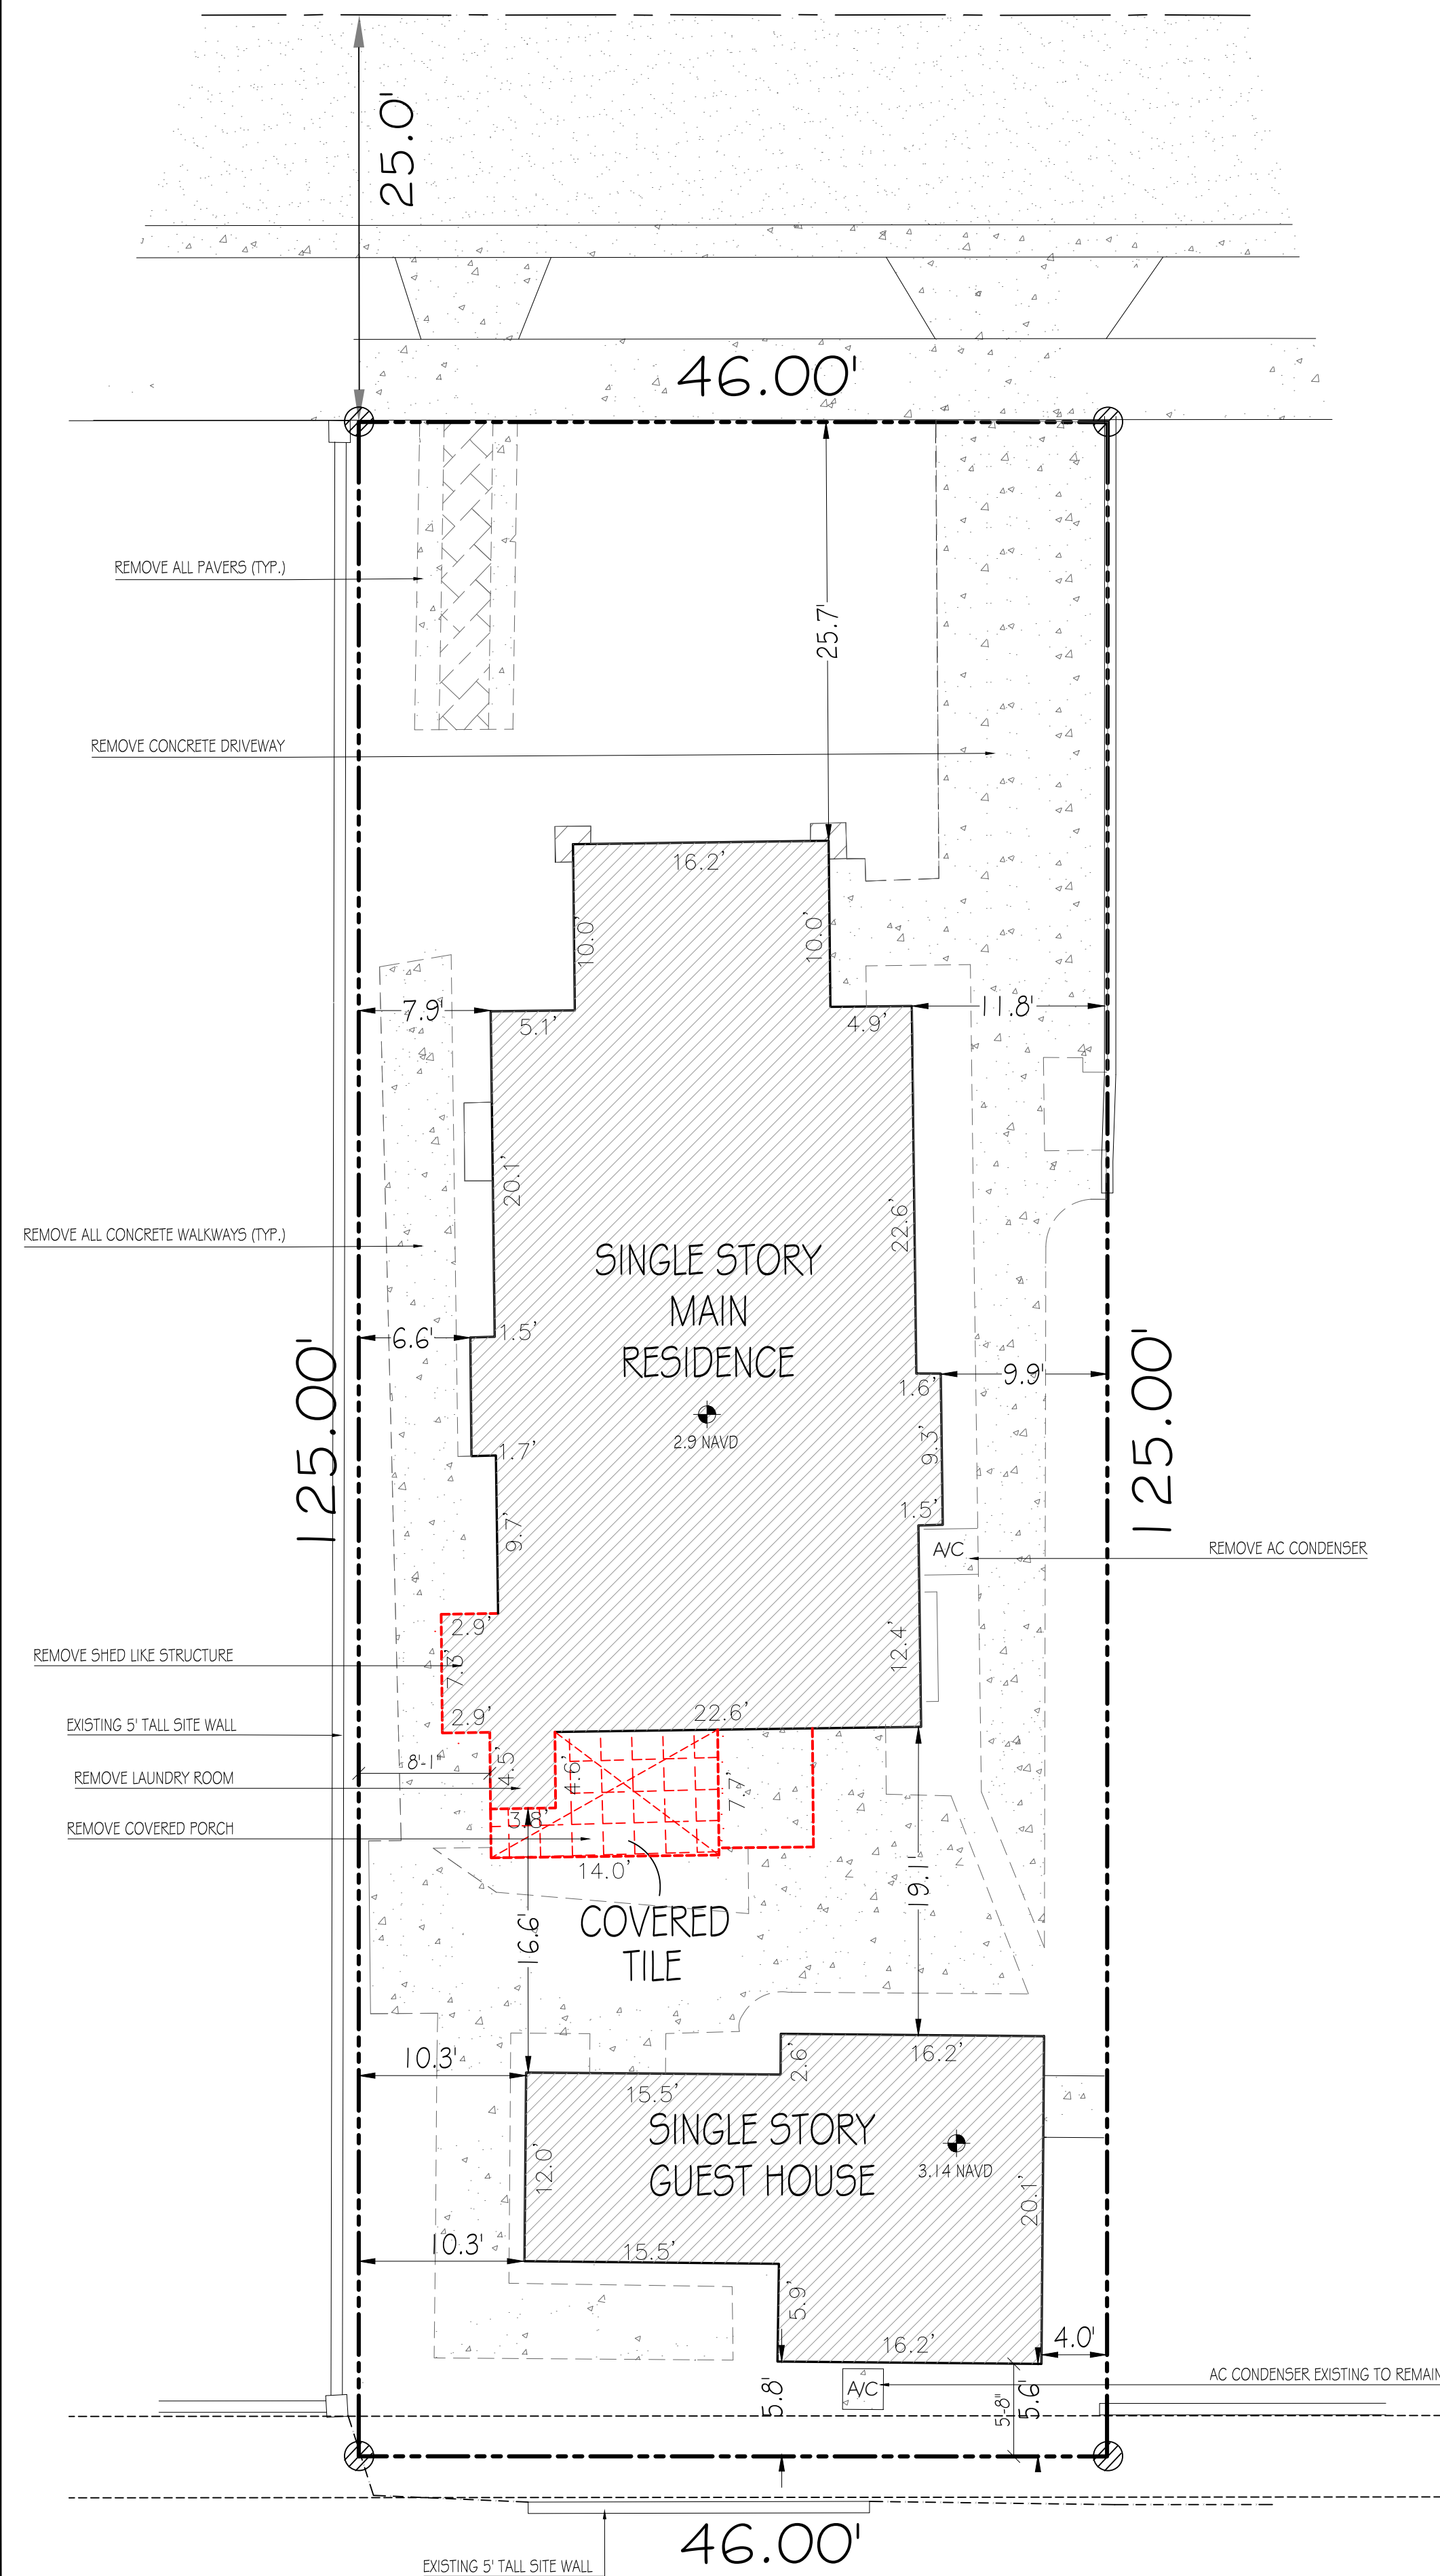 25.0'
46.00'
REMOVE ALL PAVERS (TYP.)
25.7'
REMOVE CONCRETE DRIVEWAY
16.2'
10.0'
10.0'
7.9'
5.1'
4.9'
11.8'
20.1'
22.6'
REMOVE ALL CONCRETE WALKWAYS (TYP.)
SINGLE STORY
MAIN
RESIDENCE
6.6'
1.5'
9.9'
1.6'
125.00'
125.00'
2.9 NAVD
9.3'
1.7'
1.5'
9.7'
A/C
REMOVE AC CONDENSER
2.9'
12.4'
REMOVE SHED LIKE STRUCTURE
7.3'
2.9'
22.6'
EXISTING 5' TALL SITE WALL
8'-1"
4.5'
4.6'
7.7'
REMOVE LAUNDRY ROOM
3.8'
REMOVE COVERED PORCH
14.0'
19.1'
16.6'
COVERED
TILE
10.3'
2.6'
16.2'
15.5'
SINGLE STORY
GUEST HOUSE
12.0'
3.14 NAVD
20.1'
10.3'
15.5'
5.9'
16.2'
4.0'
AC CONDENSER EXISTING TO REMAIN
5.8'
A/C
5'-8"
5.6'
46.00'
EXISTING 5' TALL SITE WALL